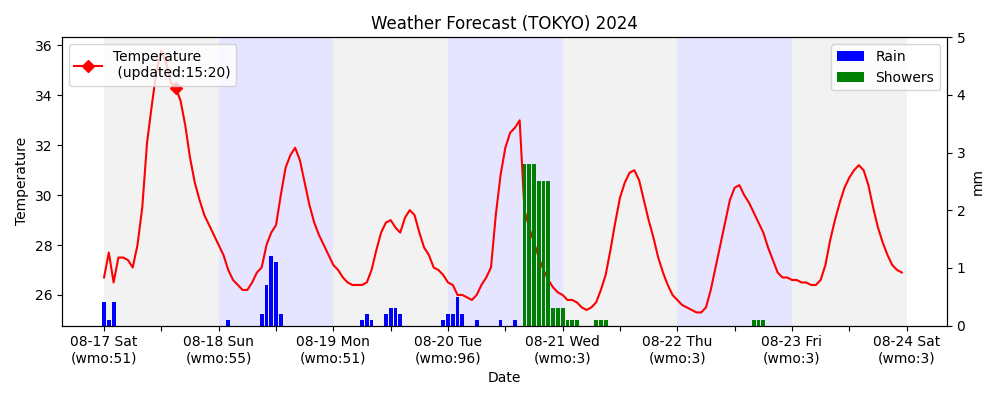 Weather Forecast (TOKYO) 2024
Temperature
(updated:15:20)
Rain
Showers
Temperature
36
34
32
30
28
26
5
4
3
2
1
0
mm
08-17 Sat
(wmo:51)
08-18 Sun
(wmo:55)
08-19 Mon
(wmo:51)
08-20 Tue
(wmo:96)
08-21 Wed
(wmo:3)
08-22 Thu
(wmo:3)
08-23 Fri
(wmo:3)
08-24 Sat
(wmo:3)
Date